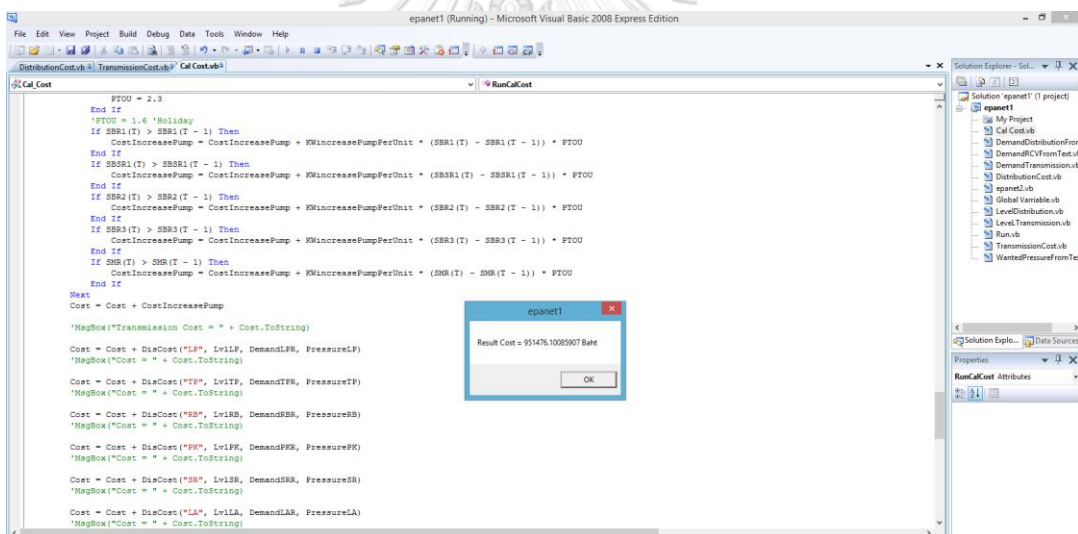 epanet1 (Running) - Microsoft Visual Basic 2008 Express Edition
File Edit View Project Build Debug Data Tools Window Help
DistributionCost.vb TransmissionCost.vb Cal Cost.vb
Cal_Cost RunCalCost
PTOU = 2.3
End If
'PTOU = 1.6 'Holiday
If SBR1(T) > SBR1(T - 1) Then
CostIncreasePump = CostIncreasePump + KWincreasePumpPerUnit * (SBR1(T) - SBR1(T - 1)) * PTOU
End If
If SBSR1(T) > SBSR1(T - 1) Then
CostIncreasePump = CostIncreasePump + KWincreasePumpPerUnit * (SBSR1(T) - SBSR1(T - 1)) * PTOU
End If
If SBR2(T) > SBR2(T - 1) Then
CostIncreasePump = CostIncreasePump + KWincreasePumpPerUnit * (SBR2(T) - SBR2(T - 1)) * PTOU
End If
If SBR3(T) > SBR3(T - 1) Then
CostIncreasePump = CostIncreasePump + KWincreasePumpPerUnit * (SBR3(T) - SBR3(T - 1)) * PTOU
End If
If SMR(T) > SMR(T - 1) Then
CostIncreasePump = CostIncreasePump + KWincreasePumpPerUnit * (SMR(T) - SMR(T - 1)) * PTOU
End If
Next
Cost = Cost + CostIncreasePump
'MsgBox("Transmission Cost = " + Cost.ToString)
Cost = Cost + DisCost("LP", LvlLP, DemandLPR, PressureLP)
'MsgBox("Cost = " + Cost.ToString)
Cost = Cost + DisCost("TP", LvlTP, DemandTPR, PressureTP)
'MsgBox("Cost = " + Cost.ToString)
Cost = Cost + DisCost("RB", LvlRB, DemandRBR, PressureRB)
'MsgBox("Cost = " + Cost.ToString)
Cost = Cost + DisCost("PK", LvlPK, DemandPKR, PressurePK)
'MsgBox("Cost = " + Cost.ToString)
Cost = Cost + DisCost("SR", LvlSR, DemandSRR, PressureSR)
'MsgBox("Cost = " + Cost.ToString)
Cost = Cost + DisCost("LA", LvlLA, DemandLAR, PressureLA)
'MsgBox("Cost = " + Cost.ToString)
epanet1
Result Cost = 951476.10085907 Baht
OK
Solution Explorer - Sol...
Solution 'epanet1' (1 project)
epanet1
My Project
Cal Cost.vb
DemandDistributionFror
DemandRCVFromText.vl
DemandTransmission.vt
DistributionCost.vb
epanet2.vb
Global Varriable.vb
LevelDistribution.vb
LeveLTransmission.vb
Run.vb
TransmissionCost.vb
WantedPressureFromTe
Solution Explo... Data Sources
Properties
RunCalCost Attributes